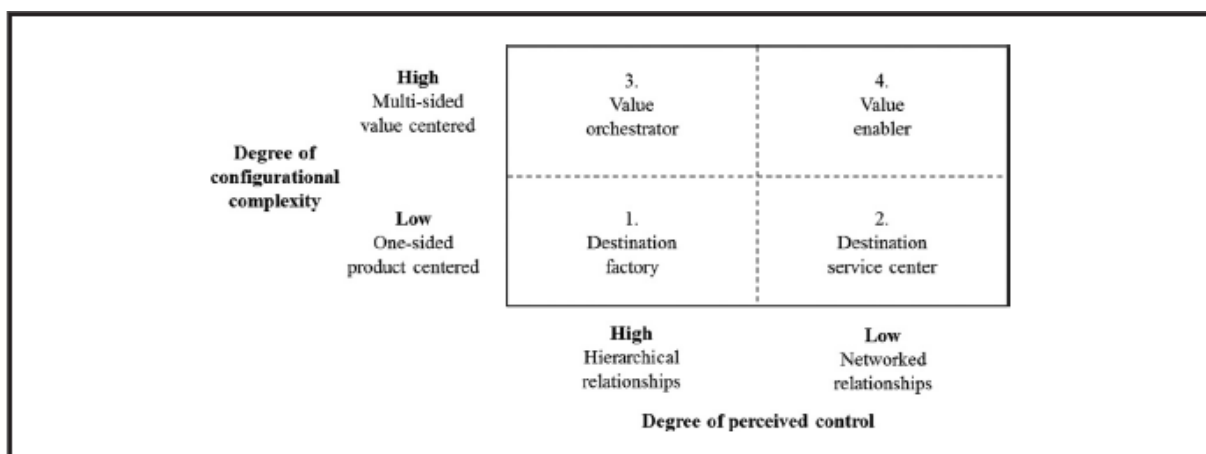 High
Multi-sided
value centered
3.
Value
orchestrator
4.
Value
enabler
Degree of
configurational
complexity
Low
One-sided
product centered
1.
Destination
factory
2.
Destination
service center
High
Hierarchical
relationships
Low
Networked
relationships
Degree of perceived control